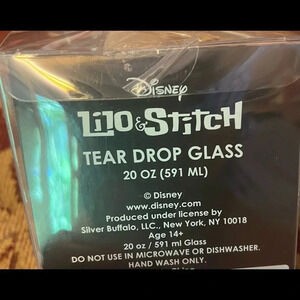 Disney
Lilo & Stitch
TEAR DROP GLASS
20 OZ (591 ML)
© Disney
www.disney.com
Produced under license by
Silver Buffalo, LLC., New York, NY 10018
Age 14+
20 oz / 591 ml Glass
DO NOT USE IN MICROWAVE OR DISHWASHER.
HAND WASH ONLY.